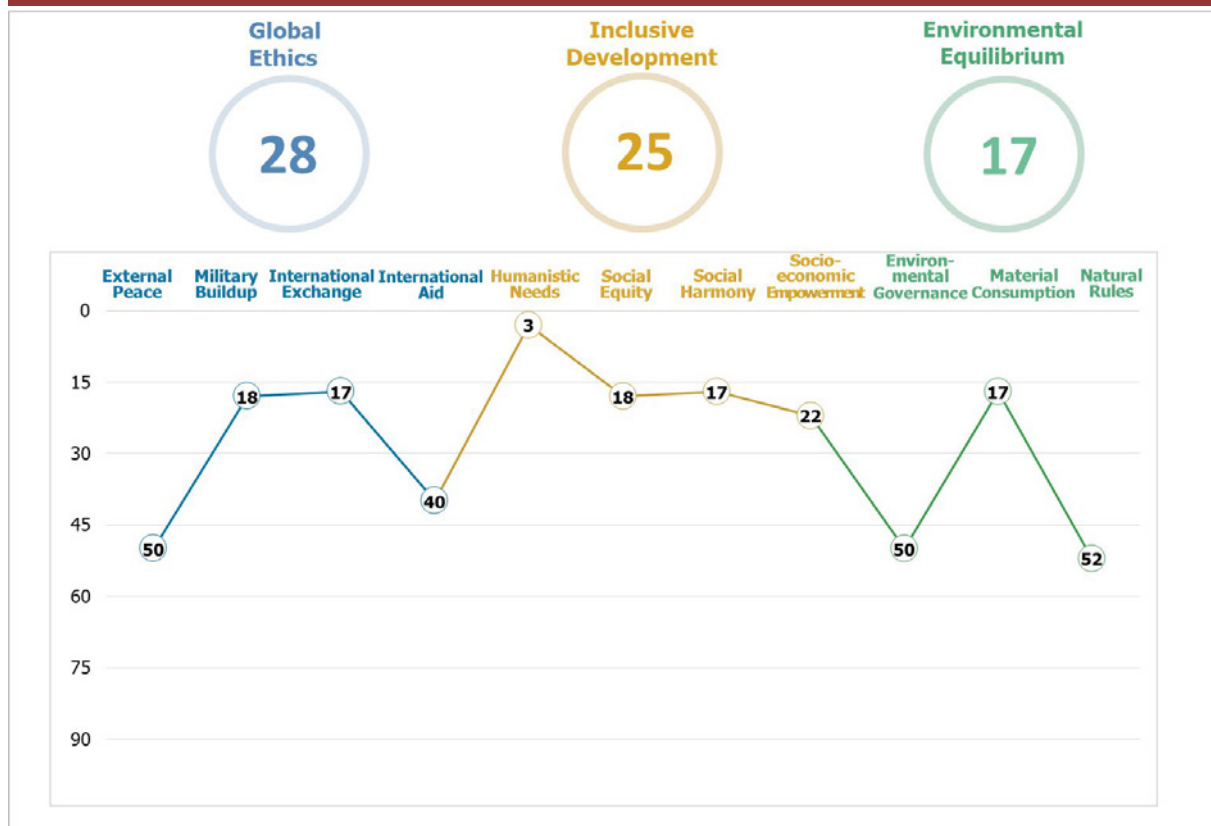 Global
Ethics
28
Inclusive
Development
25
Environmental
Equilibrium
17
External
Peace
Military
Buildup
International
Exchange
International
Aid
Humanistic
Needs
Social
Equity
Social
Harmony
Socio-
economic
Empowerment
Environ-
mental
Governance
Material
Consumption
Natural
Rules
0
15
30
45
60
75
90
50
18
17
40
3
18
17
22
50
17
52